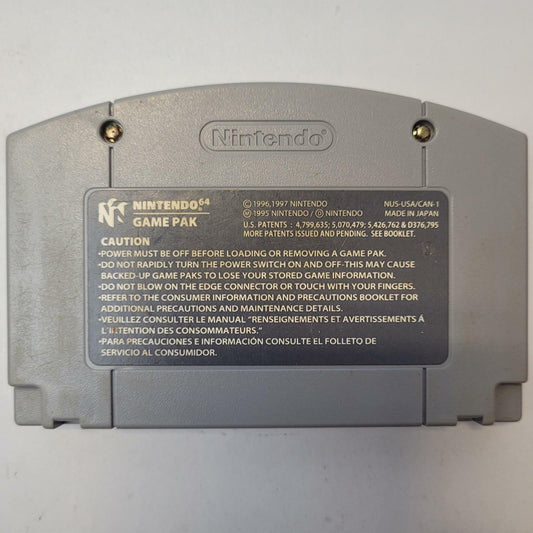 Nintendo®
NINTENDO 64
GAME PAK
© 1996,1997 NINTENDO
Ⓜ 1995 NINTENDO / Ⓓ NINTENDO
NUS-USA/CAN-1
MADE IN JAPAN
U.S. PATENTS : 4,799,635; 5,070,479; 5,426,762 & D376,795
MORE PATENTS ISSUED AND PENDING. SEE BOOKLET.
CAUTION
•POWER MUST BE OFF BEFORE LOADING OR REMOVING A GAME PAK.
•DO NOT RAPIDLY TURN THE POWER SWITCH ON AND OFF-THIS MAY CAUSE
BACKED-UP GAME PAKS TO LOSE YOUR STORED GAME INFORMATION.
•DO NOT BLOW ON THE EDGE CONNECTOR OR TOUCH WITH YOUR FINGERS.
•REFER TO THE CONSUMER INFORMATION AND PRECAUTIONS BOOKLET FOR
ADDITIONAL PRECAUTIONS AND MAINTENANCE DETAILS.
•VEUILLEZ CONSULTER LE MANUEL "RENSEIGNEMENTS ET AVERTISSEMENTS Á
L'INTENTION DES CONSOMMATEURS."
•PARA PRECAUCIONES E INFORMACIÓN CONSULTE EL FOLLETO DE
SERVICIO AL CONSUMIDOR.